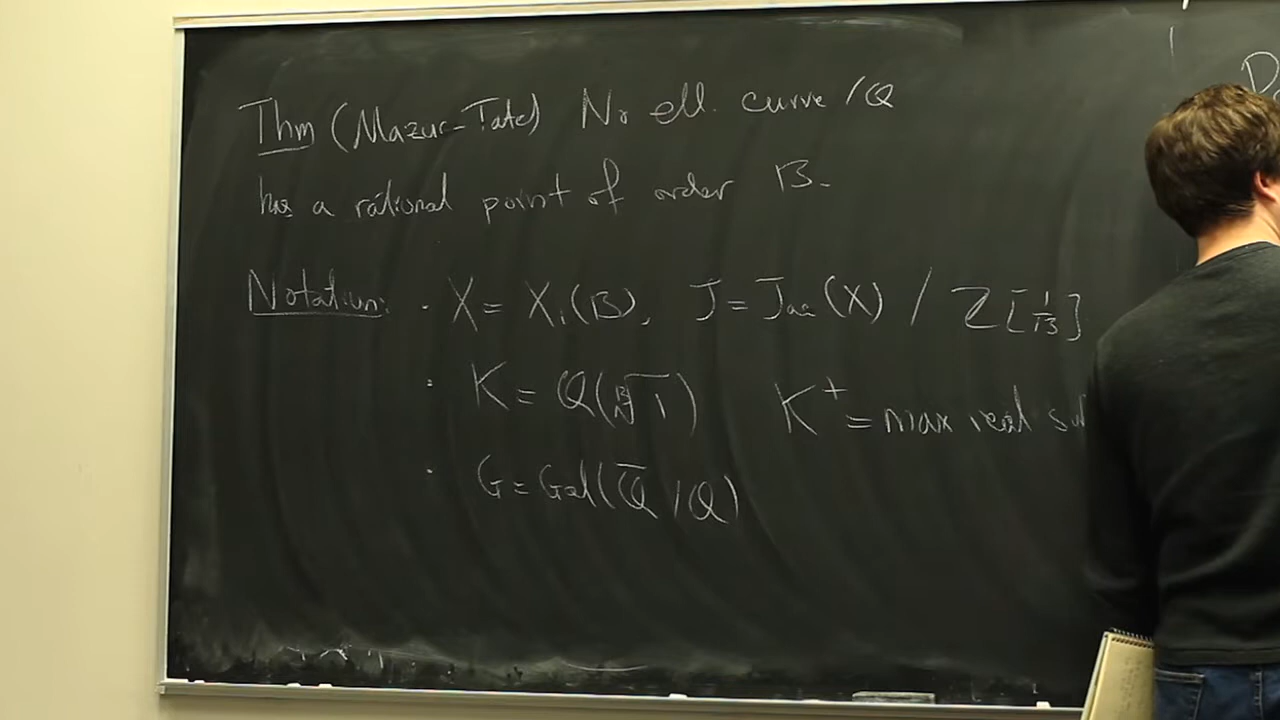 Thm (Mazur-Tate) No ell. curve /Q
has a rational point of order 13.
Notation: · X = X₁(13), J = Jac(X) / Z[1/13]
· K = Q(¹³√1) K⁺ = max real
· G = Gal(Q̅/Q)